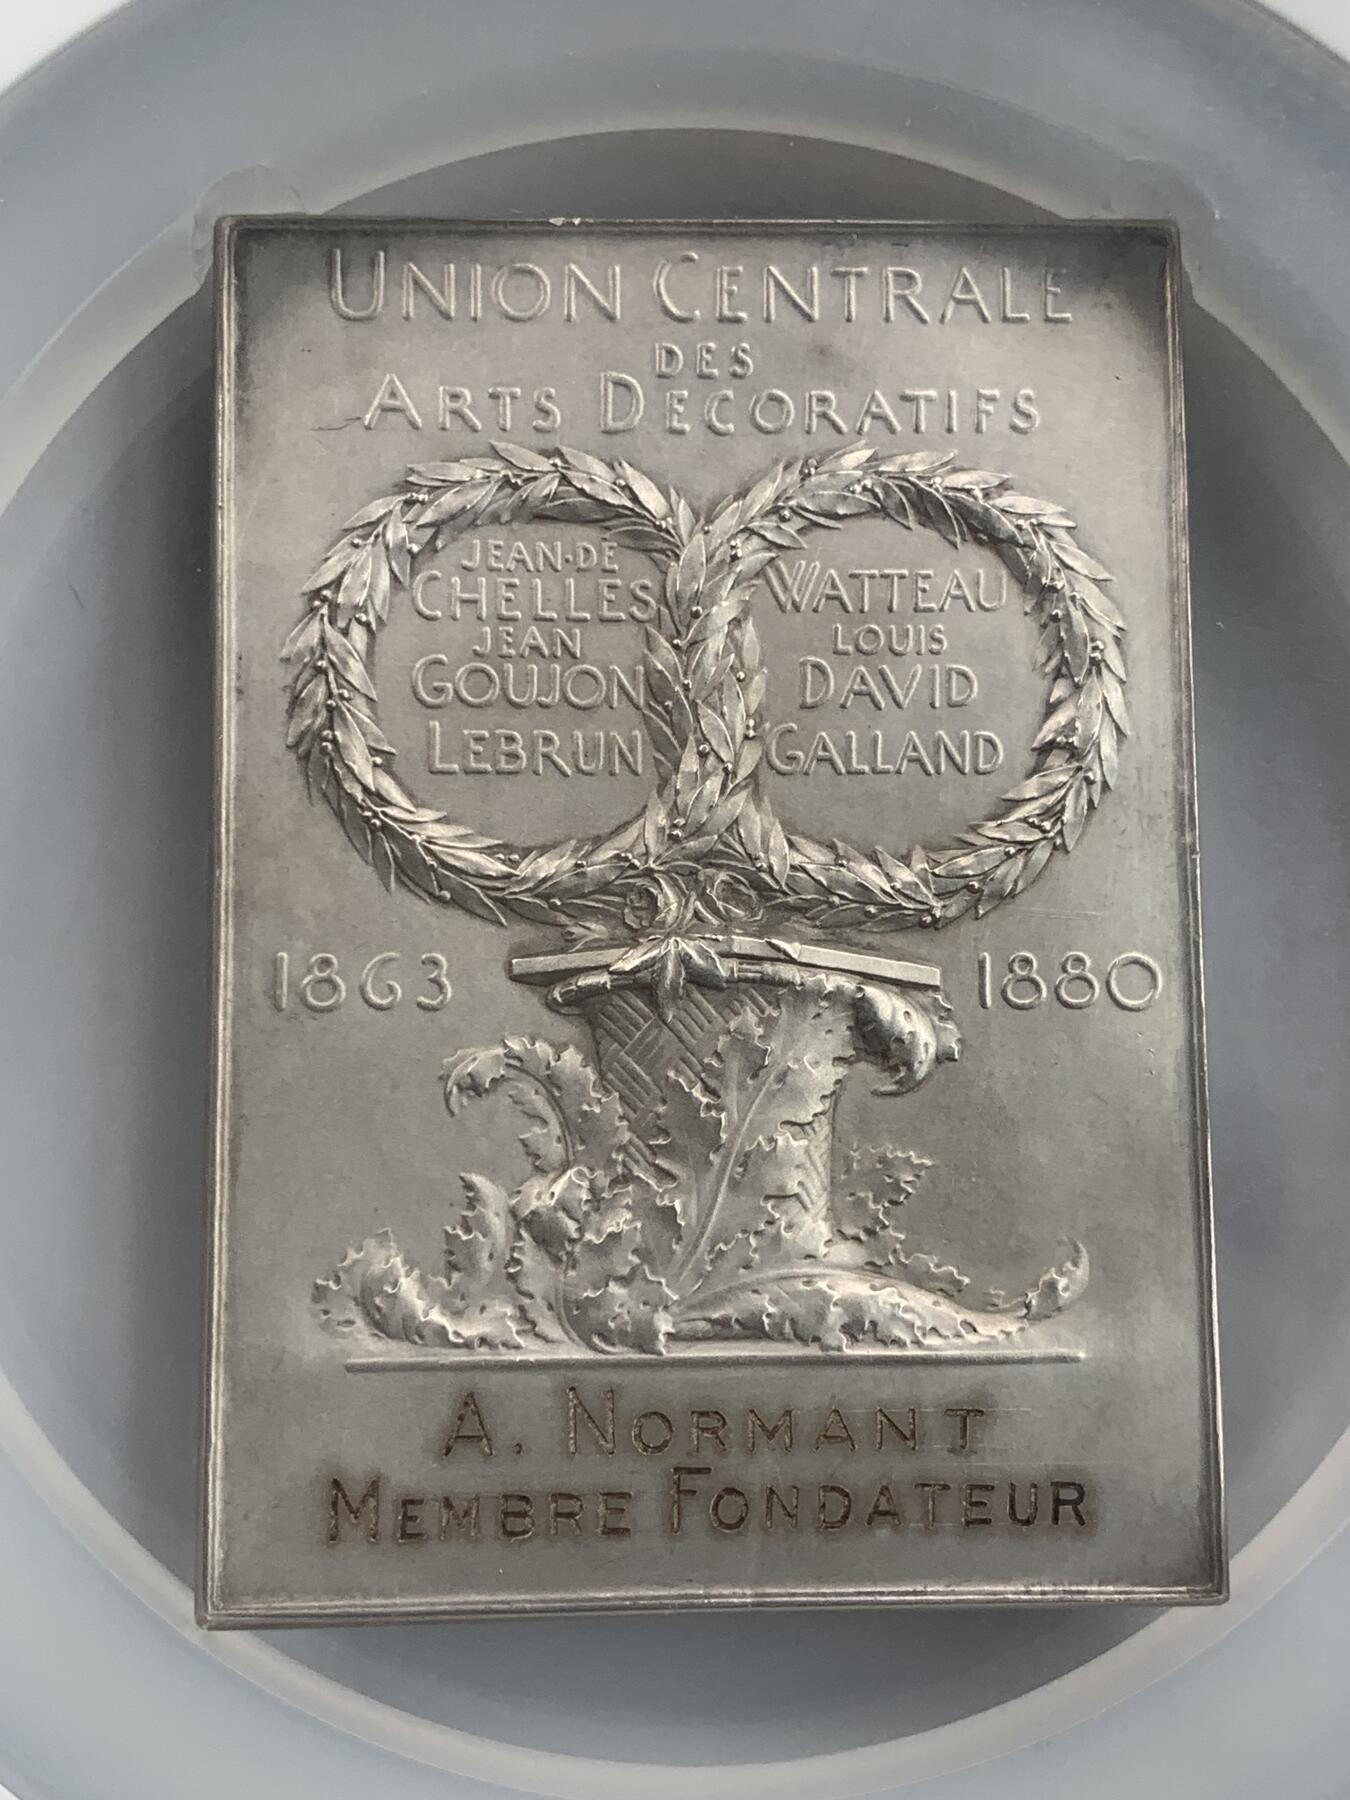 UNION CENTRALE
DES
ARTS DECORATIFS
JEAN·DE
CHELLES
JEAN
GOUJON
LEBRUN
WATTEAU
LOUIS
DAVID
GALLAND
1863
1880
A. NORMANT
MEMBRE FONDATEUR